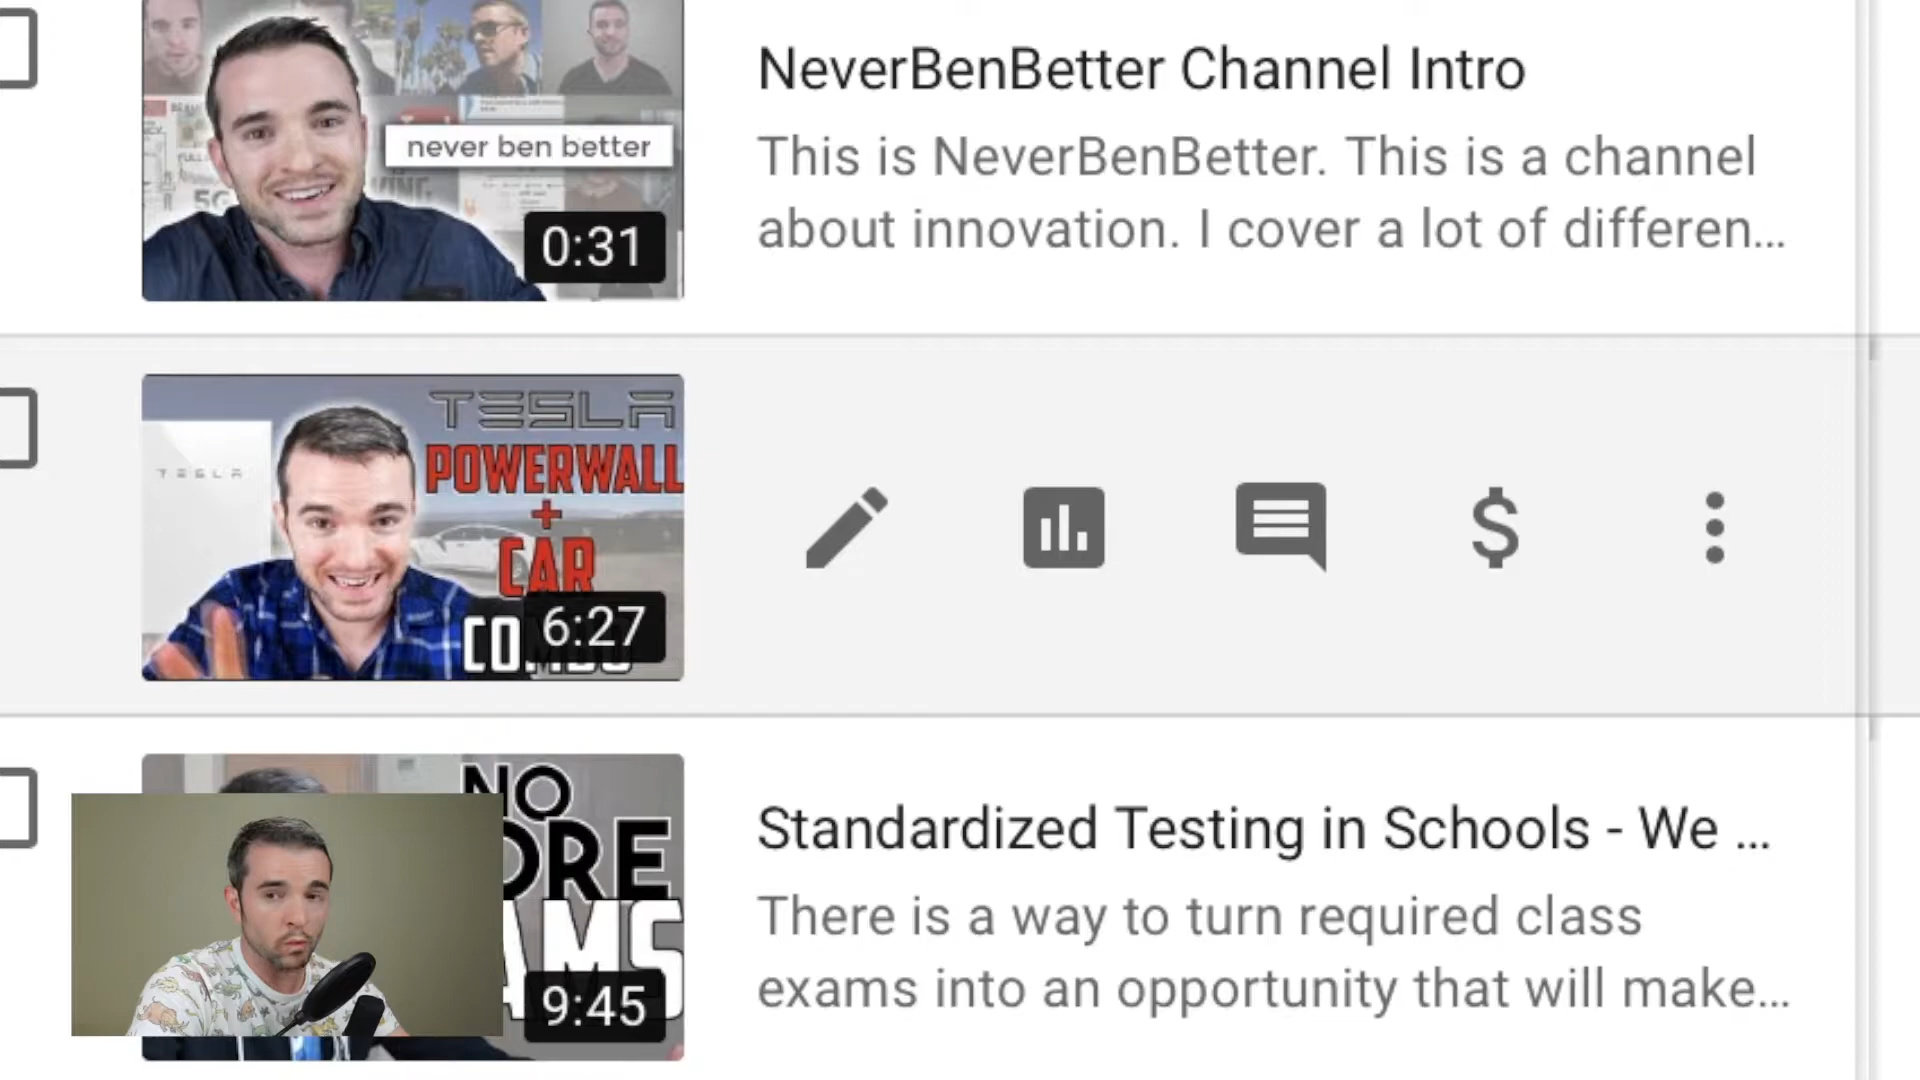 never ben better
5G
0:31
NeverBenBetter Channel Intro
This is NeverBenBetter. This is a channel
about innovation. I cover a lot of differen...
TESLA
TESLA
POWERWALL
+
CAR
6:27
NO
9:45
Standardized Testing in Schools - We ...
There is a way to turn required class
exams into an opportunity that will make...